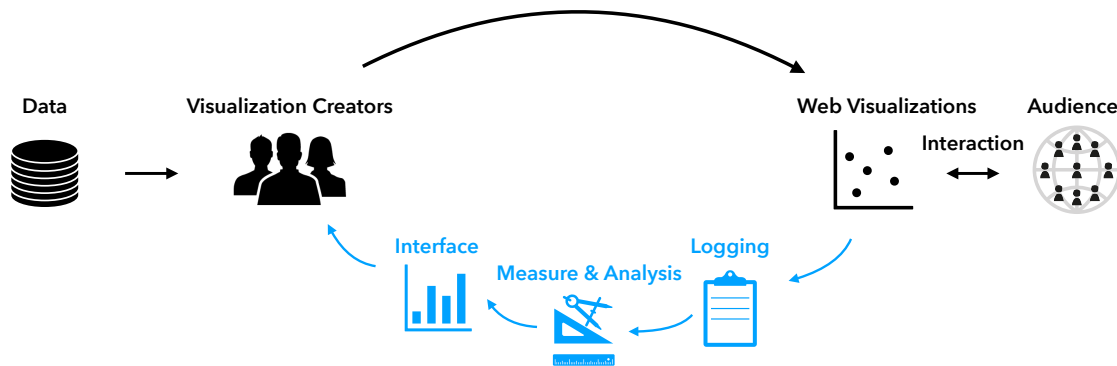 Data
Visualization Creators
Web Visualizations
Audience
Interaction
Interface
Measure & Analysis
Logging